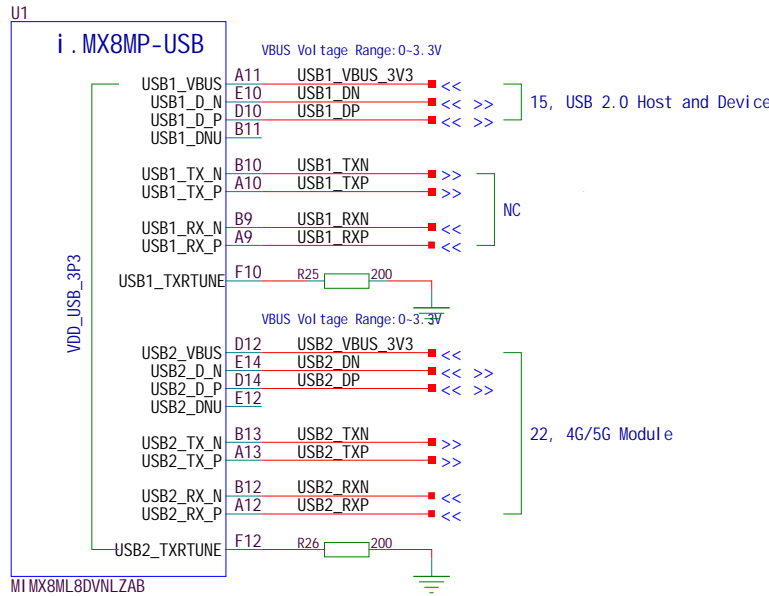 U1
i.MX8MP-USB
VBUS Voltage Range:0~3.3V
USB1_VBUS A11 USB1_VBUS_3V3 <<
USB1_D_N E10 USB1_DN << >>
USB1_D_P D10 USB1_DP << >>
15, USB 2.0 Host and Device
USB1_DNU B11
USB1_TX_N B10 USB1_TXN >>
USB1_TX_P A10 USB1_TXP >>
NC
USB1_RX_N B9 USB1_RXN <<
USB1_RX_P A9 USB1_RXP <<
USB1_TXRTUNE F10 R25 200
VDD_USB_3P3
VBUS Voltage Range:0~3.3V
USB2_VBUS D12 USB2_VBUS_3V3 <<
USB2_D_N E14 USB2_DN << >>
USB2_D_P D14 USB2_DP << >>
USB2_DNU E12
22, 4G/5G Module
USB2_TX_N B13 USB2_TXN >>
USB2_TX_P A13 USB2_TXP >>
USB2_RX_N B12 USB2_RXN <<
USB2_RX_P A12 USB2_RXP <<
USB2_TXRTUNE F12 R26 200
MIMX8ML8DVNLZAB